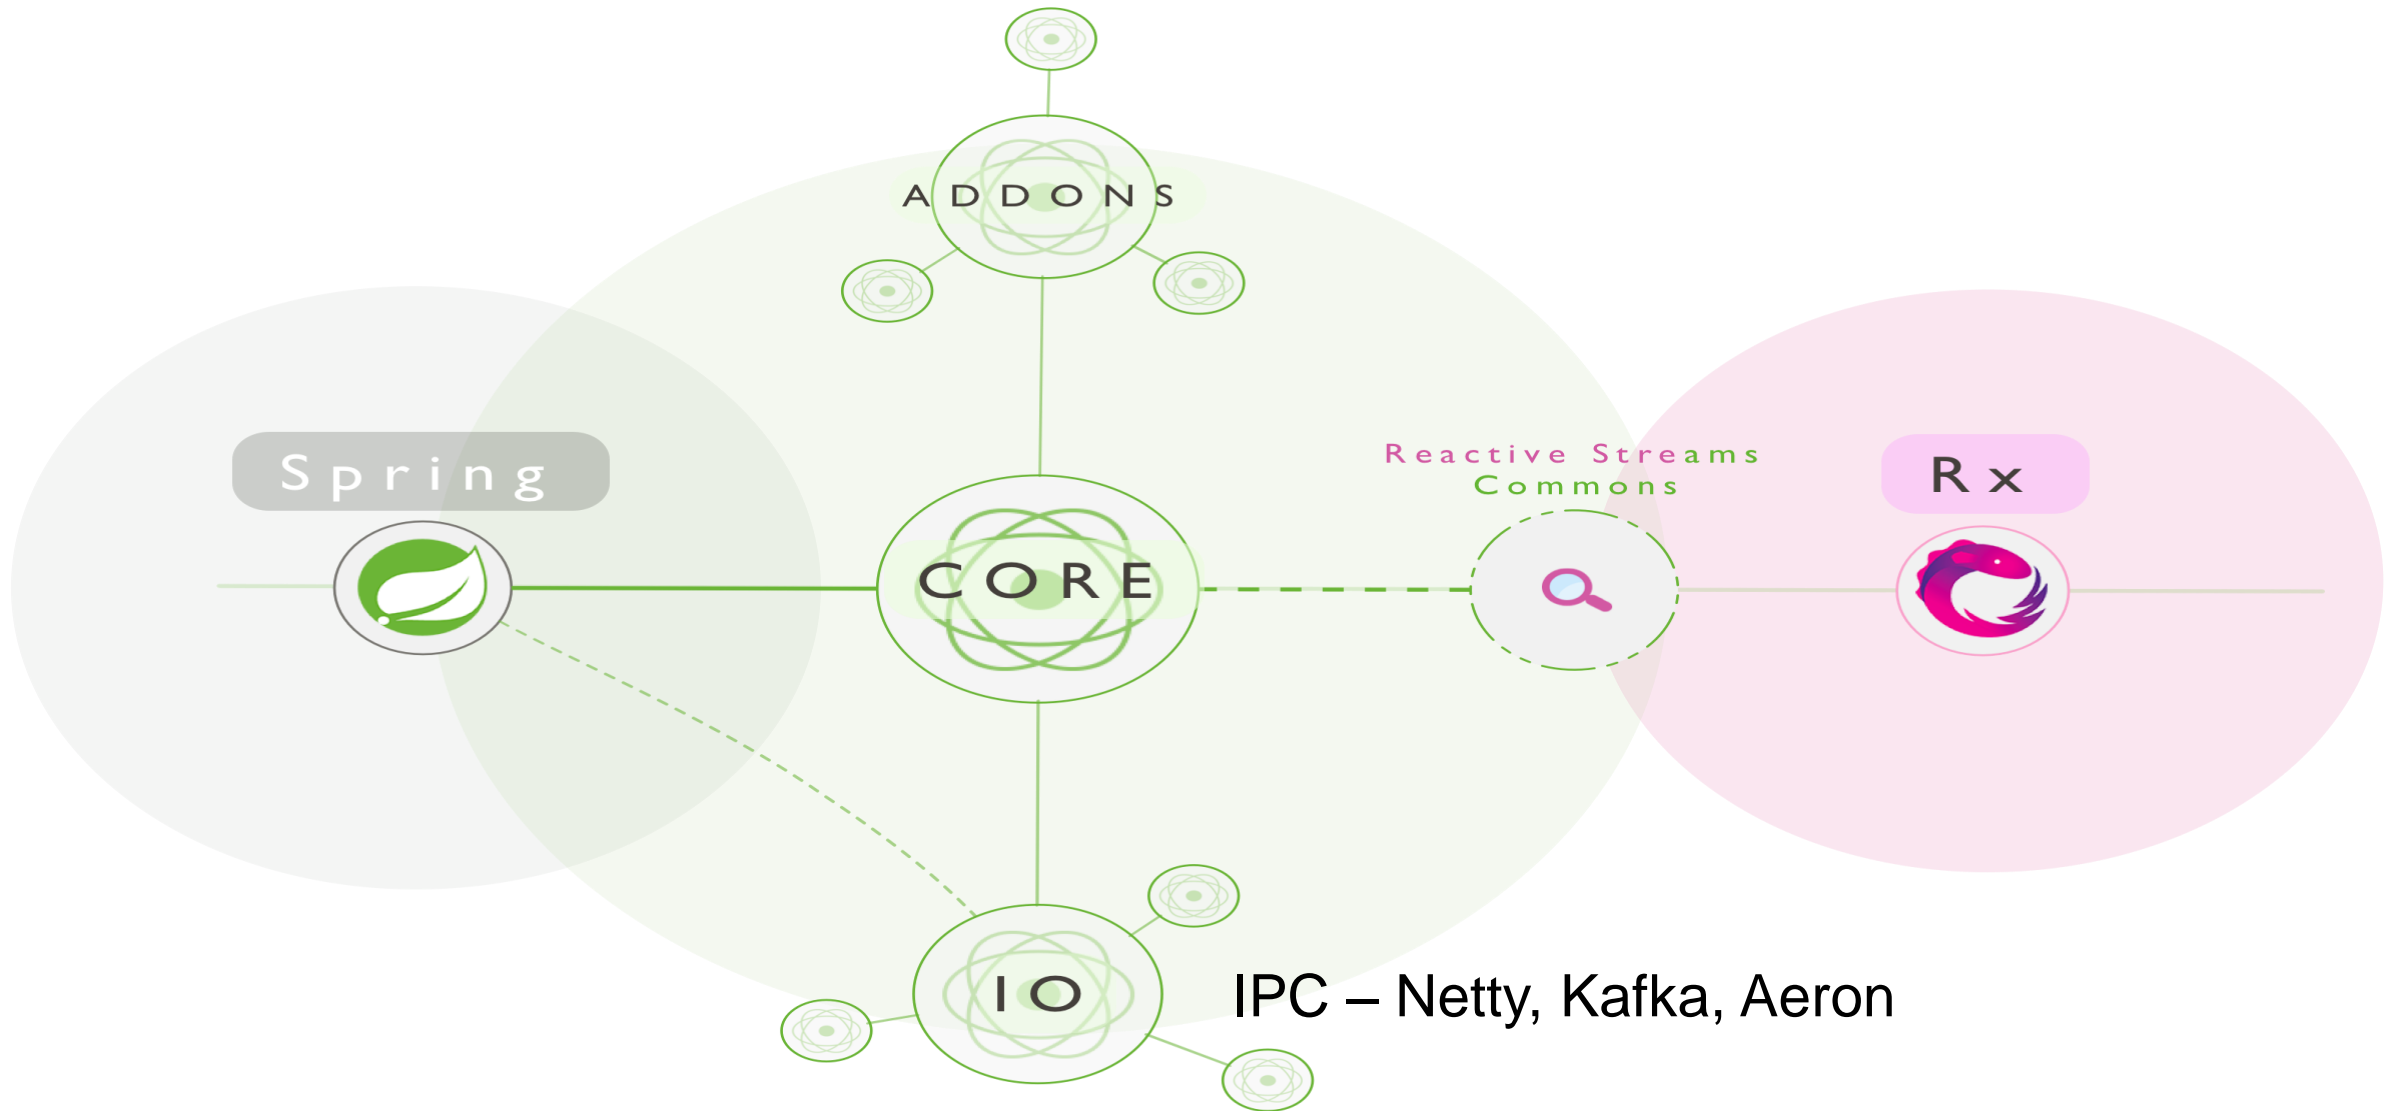 ADDONS
Spring
Reactive Streams
Commons
Rx
CORE
IO
IPC – Netty, Kafka, Aeron